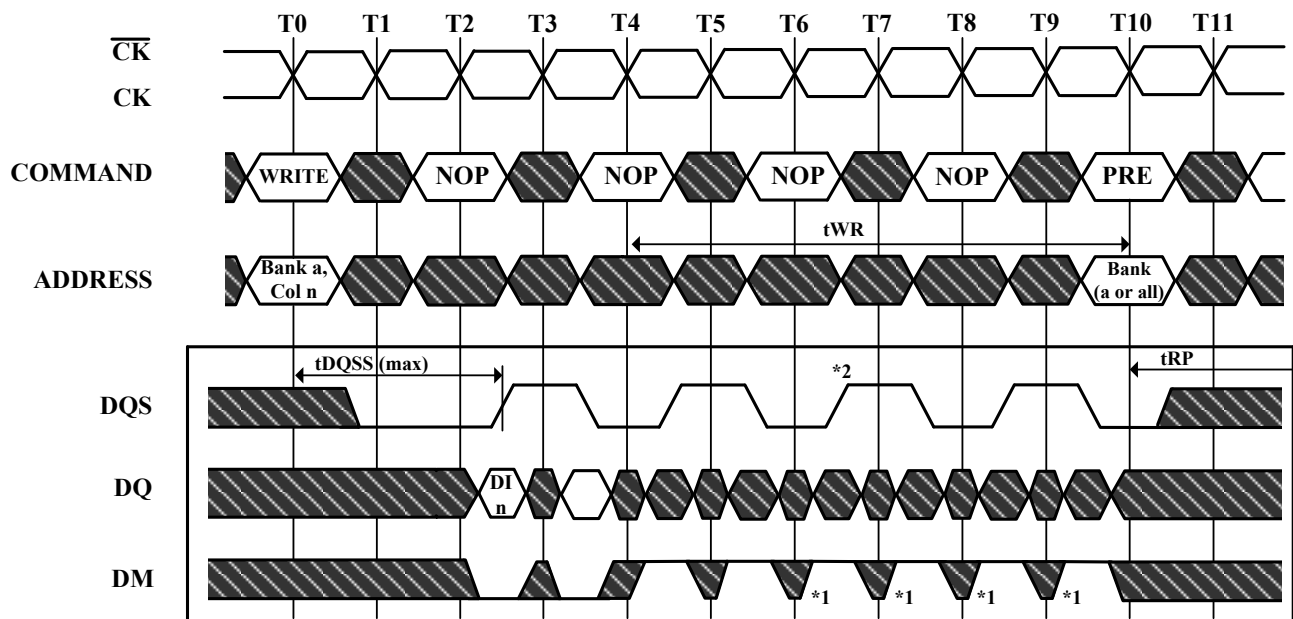 T0 T1 T2 T3 T4 T5 T6 T7 T8 T9 T10 T11
CK
CK
COMMAND WRITE NOP NOP NOP NOP PRE
tWR
ADDRESS Bank a, Col n Bank (a or all)
tDQSS (max) *2 tRP
DQS
DQ DI n
DM *1 *1 *1 *1